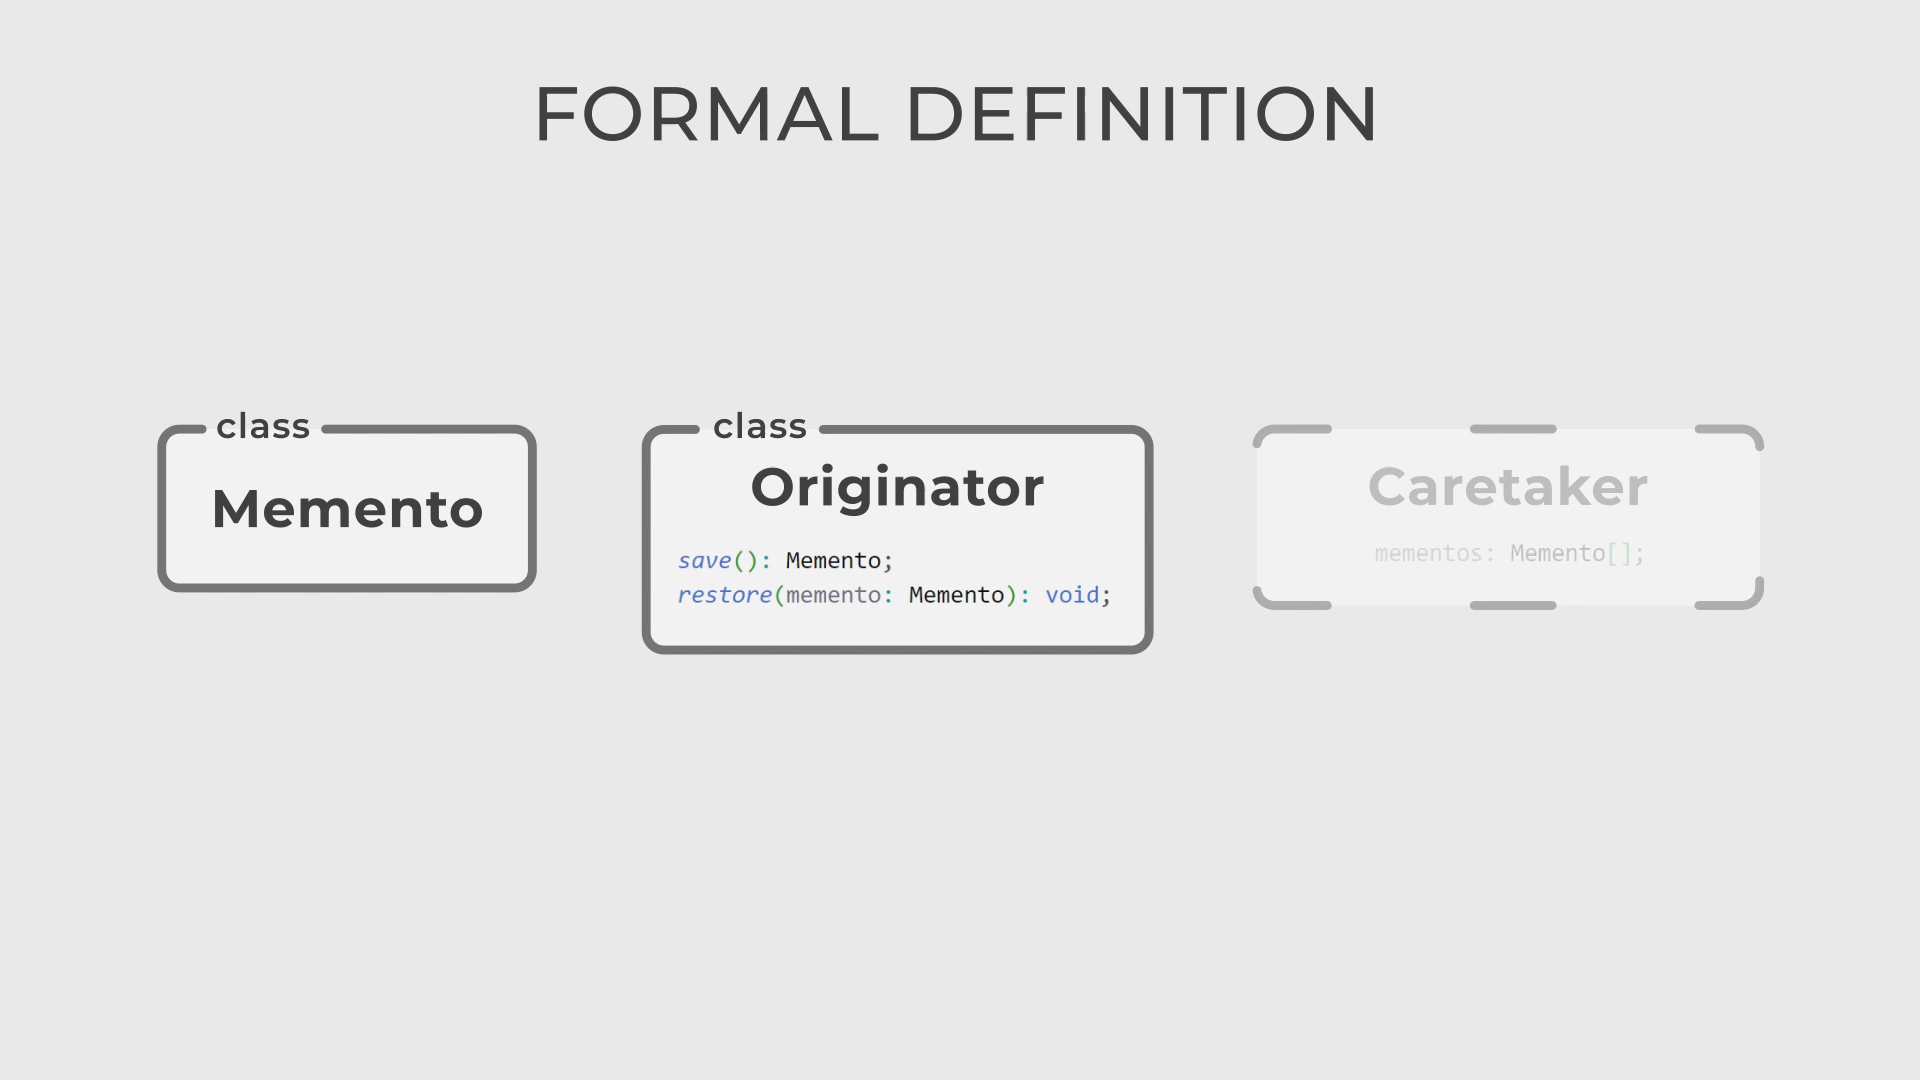 FORMAL DEFINITION
class
Memento
class
Originator
save(): Memento;
restore(memento: Memento): void;
Caretaker
mementos: Memento[];